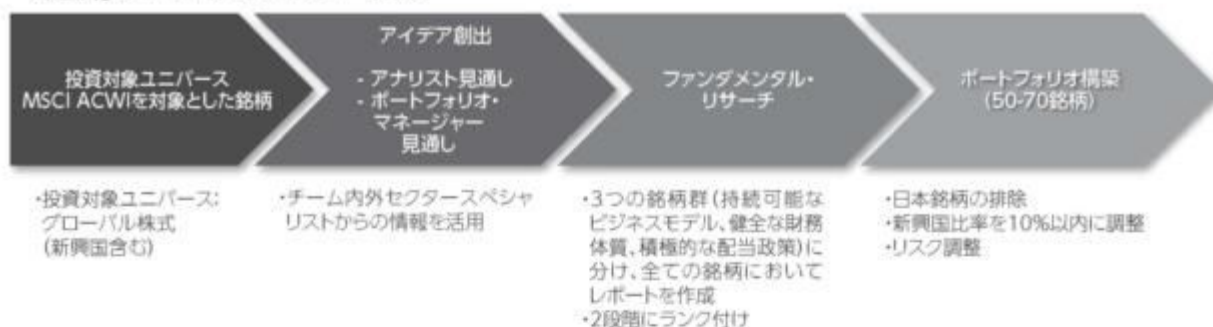 投資対象ユニバース
MSCI ACWIを対象とした銘柄
アイデア創出
- アナリスト見通し
- ポートフォリオ・
マネージャー
見通し
ファンダメンタル・
リサーチ
ポートフォリオ構築
(50-70銘柄)
・投資対象ユニバース:
グローバル株式
(新興国含む)
・チーム内外セクタースペシャ
リストからの情報を活用
・3つの銘柄群(持続可能な
ビジネスモデル、健全な財務
体質、積極的な配当政策)に
分け、全ての銘柄において
レポートを作成
・2段階にランク付け
・日本銘柄の排除
・新興国比率を10%以内に調整
・リスク調整